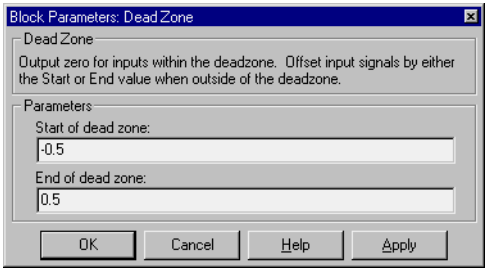 Block Parameters: Dead Zone
Dead Zone
Output zero for inputs within the deadzone. Offset input signals by either
the Start or End value when outside of the deadzone.
Parameters
Start of dead zone:
-0.5
End of dead zone:
0.5
OK Cancel Help Apply